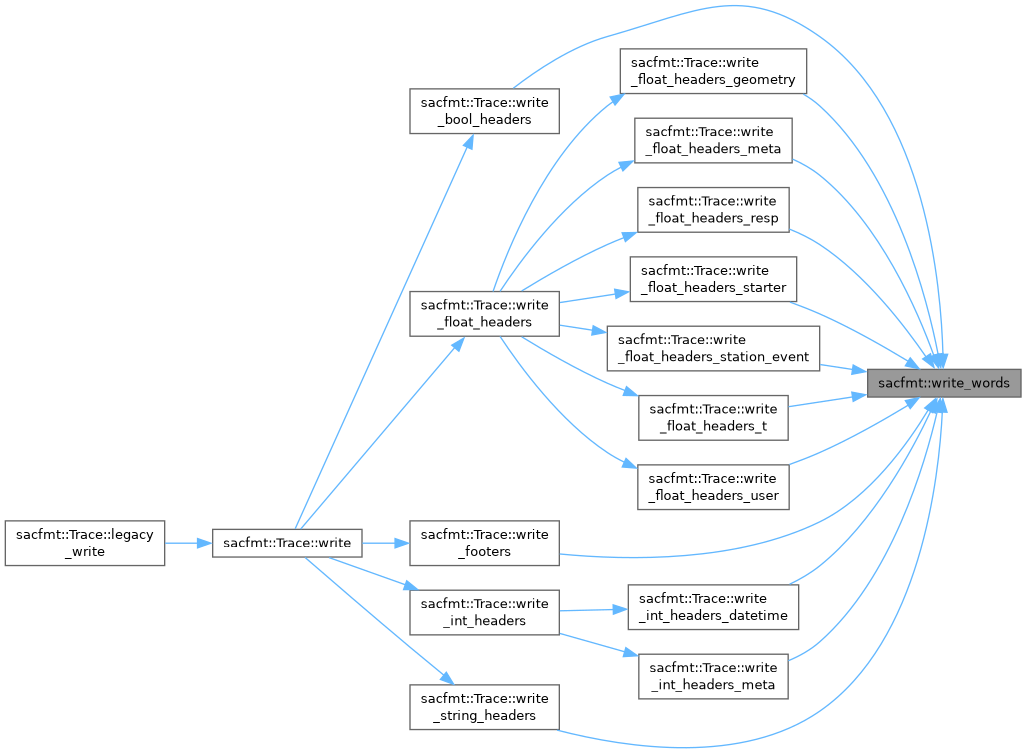 sacfmt::Trace::write
_float_headers_geometry
sacfmt::Trace::write
_bool_headers
sacfmt::Trace::write
_float_headers_meta
sacfmt::Trace::write
_float_headers_resp
sacfmt::Trace::write
_float_headers_starter
sacfmt::Trace::write
_float_headers
sacfmt::Trace::write
_float_headers_station_event
sacfmt::write_words
sacfmt::Trace::write
_float_headers_t
sacfmt::Trace::write
_float_headers_user
sacfmt::Trace::legacy
_write
sacfmt::Trace::write
sacfmt::Trace::write
_footers
sacfmt::Trace::write
_int_headers_datetime
sacfmt::Trace::write
_int_headers
sacfmt::Trace::write
_int_headers_meta
sacfmt::Trace::write
_string_headers